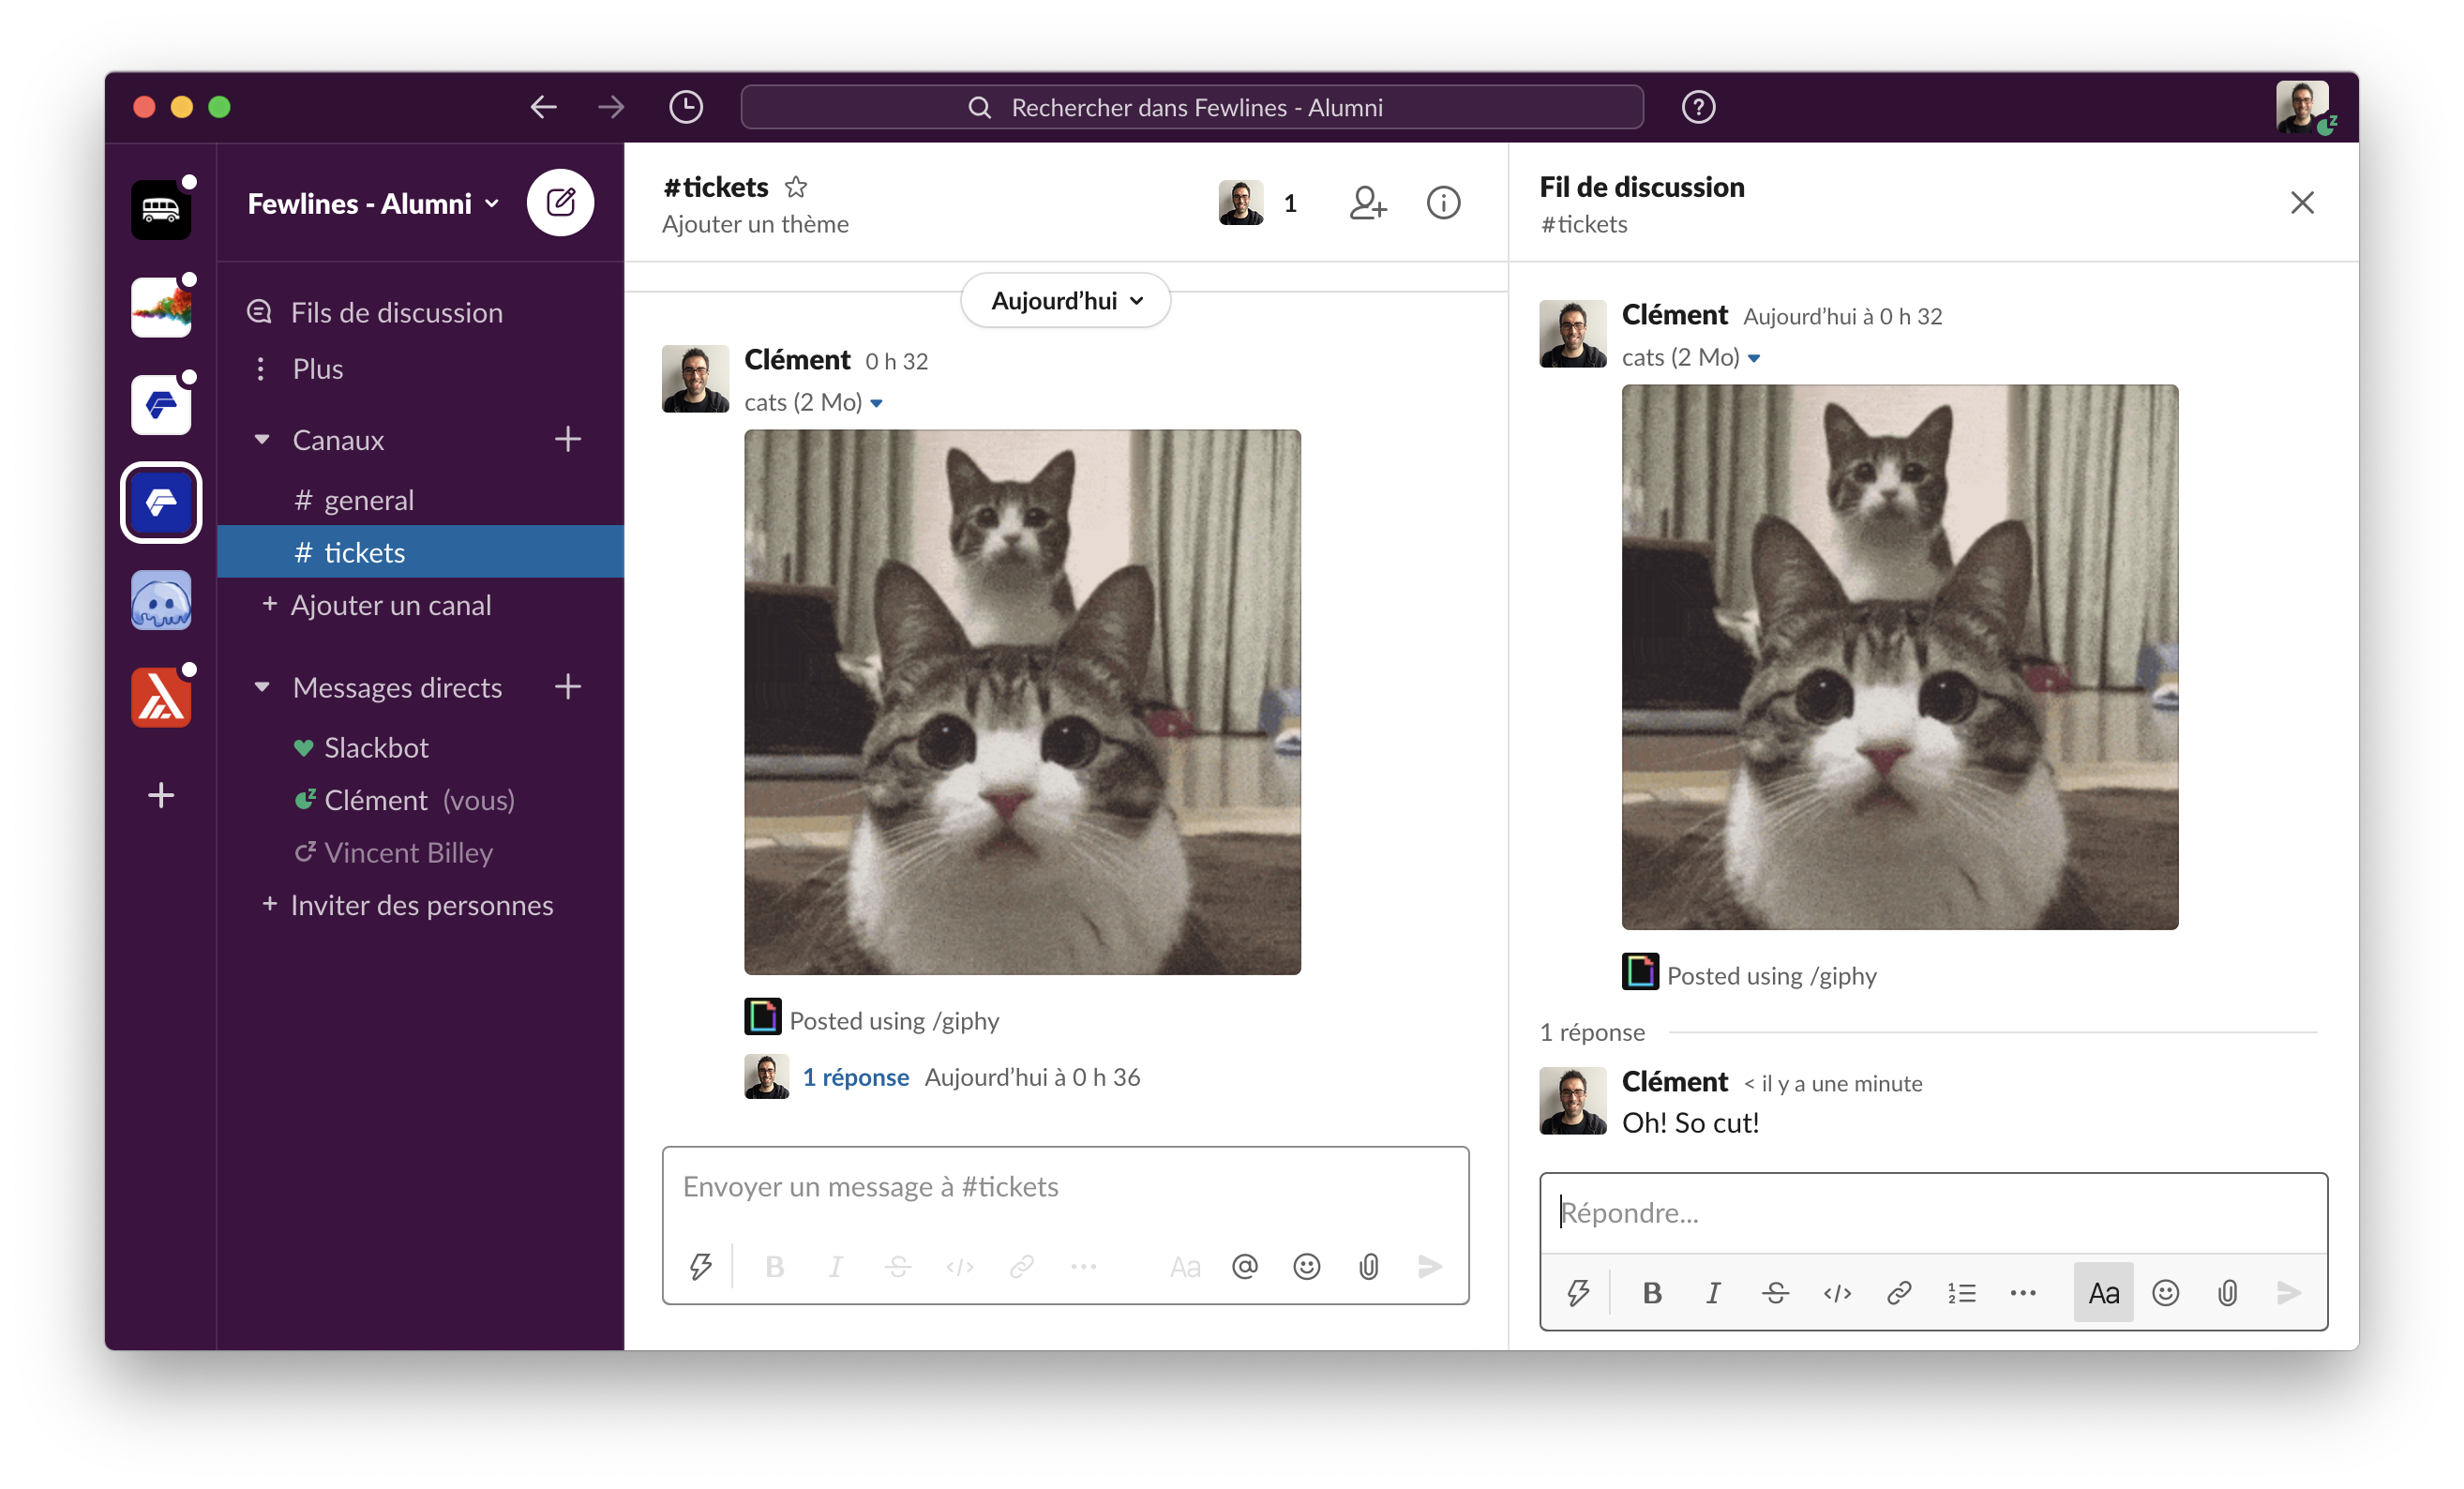 Rechercher dans Fewlines - Alumni
Fewlines - Alumni
Fils de discussion
Plus
Canaux
# general
# tickets
+ Ajouter un canal
Messages directs
Slackbot
Clément (vous)
Vincent Billey
+ Inviter des personnes
#tickets
Ajouter un thème
1
Aujourd’hui
Clément 0 h 32
cats (2 Mo)
Posted using /giphy
1 réponse Aujourd’hui à 0 h 36
Envoyer un message à #tickets
B I S </> ... Aa @
Fil de discussion
#tickets
Clément Aujourd’hui à 0 h 32
cats (2 Mo)
Posted using /giphy
1 réponse
Clément < il y a une minute
Oh! So cut!
Répondre...
B I S </> ... Aa